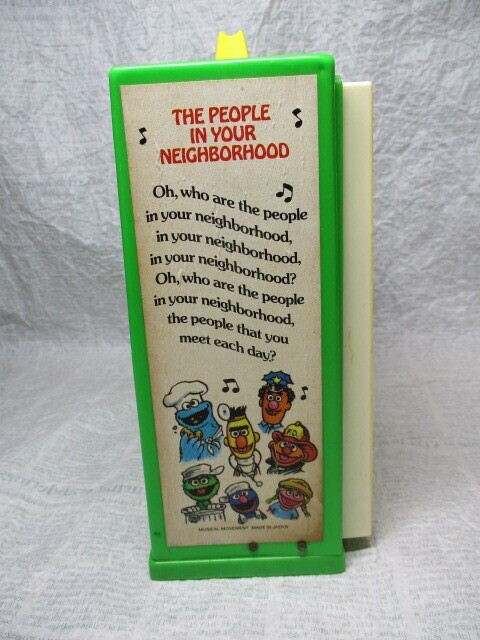 THE PEOPLE
IN YOUR
NEIGHBORHOOD
Oh, who are the people
in your neighborhood,
in your neighborhood,
in your neighborhood?
Oh, who are the people
in your neighborhood,
the people that you
meet each day?
MUSICAL MOVEMENT MADE IN JAPAN